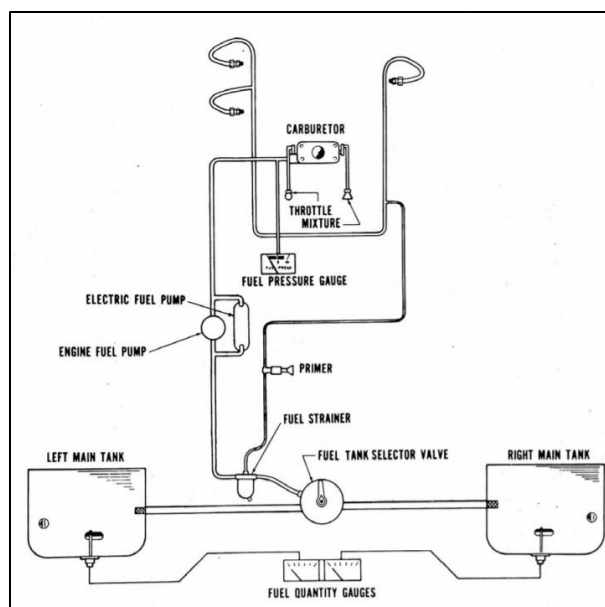 CARBURETOR
THROTTLE
MIXTURE
FUEL PRESSURE GAUGE
ELECTRIC FUEL PUMP
ENGINE FUEL PUMP
PRIMER
FUEL STRAINER
LEFT MAIN TANK
FUEL TANK SELECTOR VALVE
RIGHT MAIN TANK
FUEL QUANTITY GAUGES